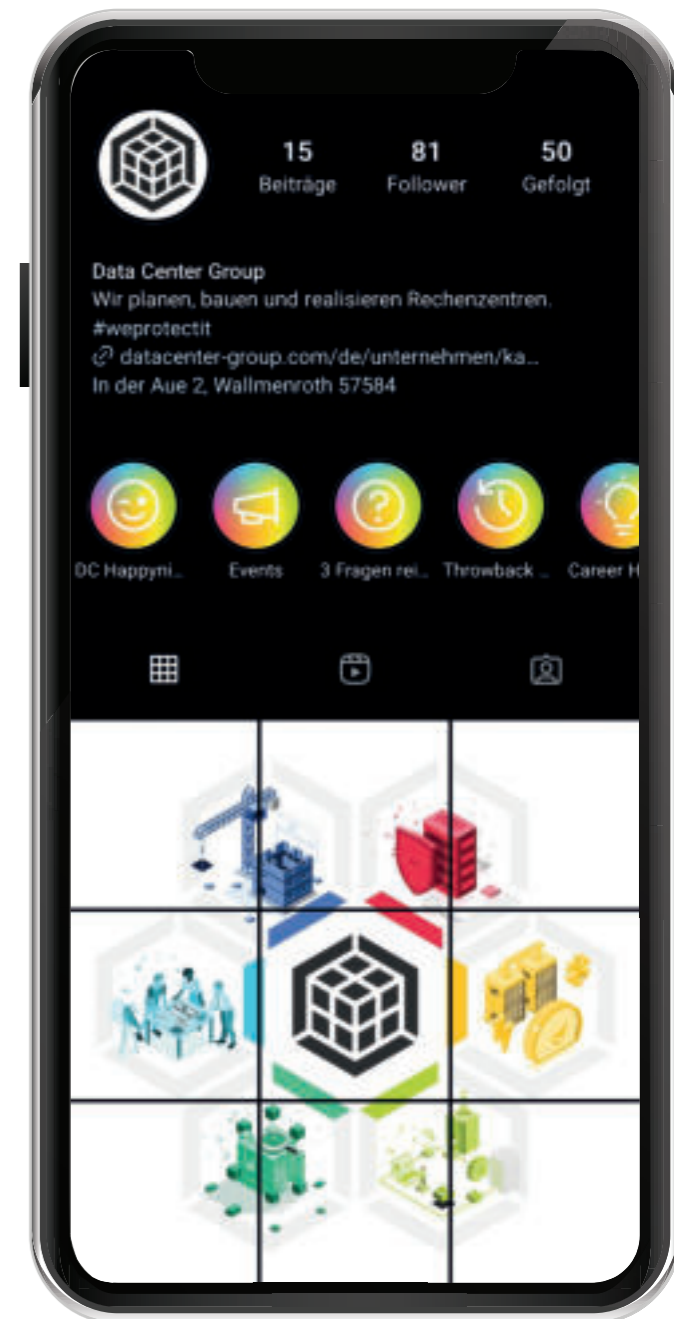 15 81 50
Beiträge Follower Gefolgt
Data Center Group
Wir planen, bauen und realisieren Rechenzentren.
#weprotectit
datacenter-group.com/de/unternehmen/ka...
In der Aue 2, Wallmenroth 57584
DC Happyni... Events 3 Fragen rei... Throwback ... Career H